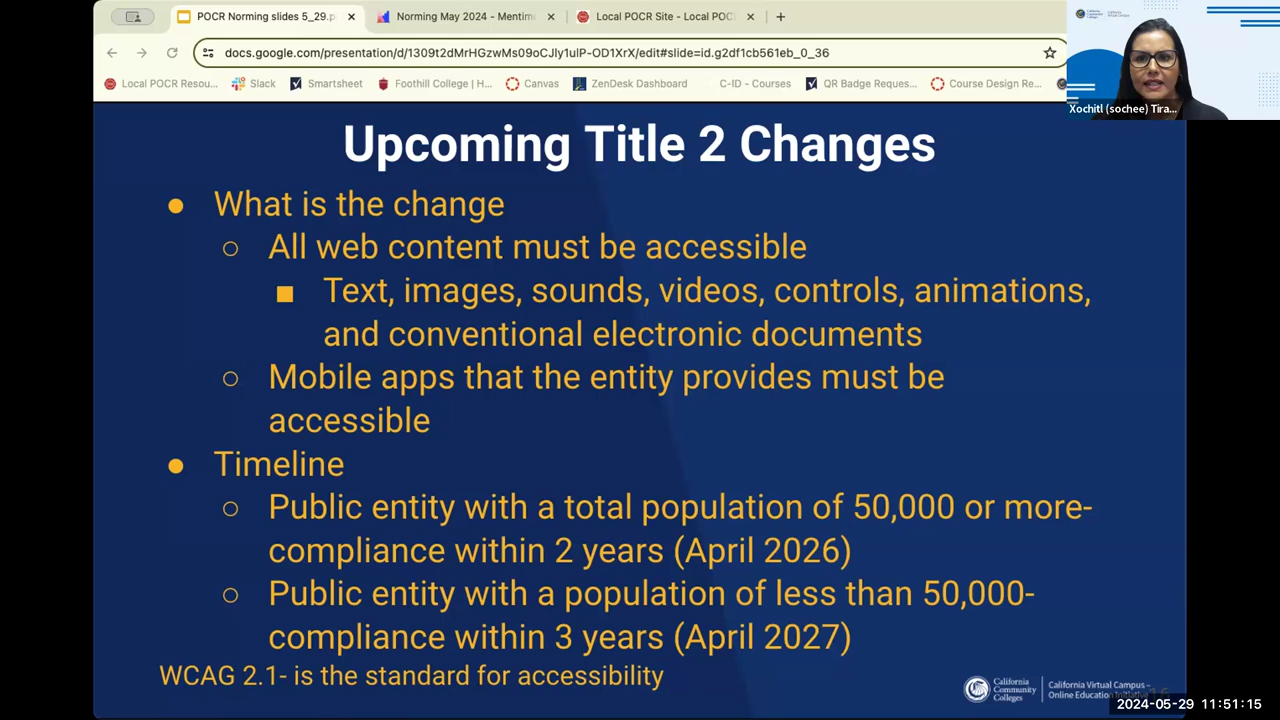 POCR Norming slides 5_29.p
Norming May 2024 - Mentim
Local POCR Site - Local POC
docs.google.com/presentation/d/1309t2dMrHGzwMs09oCJly1ulP-OD1XrX/edit#slide=id.g2df1cb561eb_0_36
Local POCR Resou...
Slack
Smartsheet
Foothill College | H...
Canvas
ZenDesk Dashboard
C-ID - Courses
QR Badge Reques...
Course Design Re...
California Community Colleges
Xochitl (sochee) Tira...
Upcoming Title 2 Changes
● What is the change
○ All web content must be accessible
■ Text, images, sounds, videos, controls, animations,
and conventional electronic documents
○ Mobile apps that the entity provides must be
accessible
● Timeline
○ Public entity with a total population of 50,000 or more-
compliance within 2 years (April 2026)
○ Public entity with a population of less than 50,000-
compliance within 3 years (April 2027)
WCAG 2.1- is the standard for accessibility
California
Community
Colleges
California Virtual Campus –
Online Education Initiative
2024-05-29 11:51:15